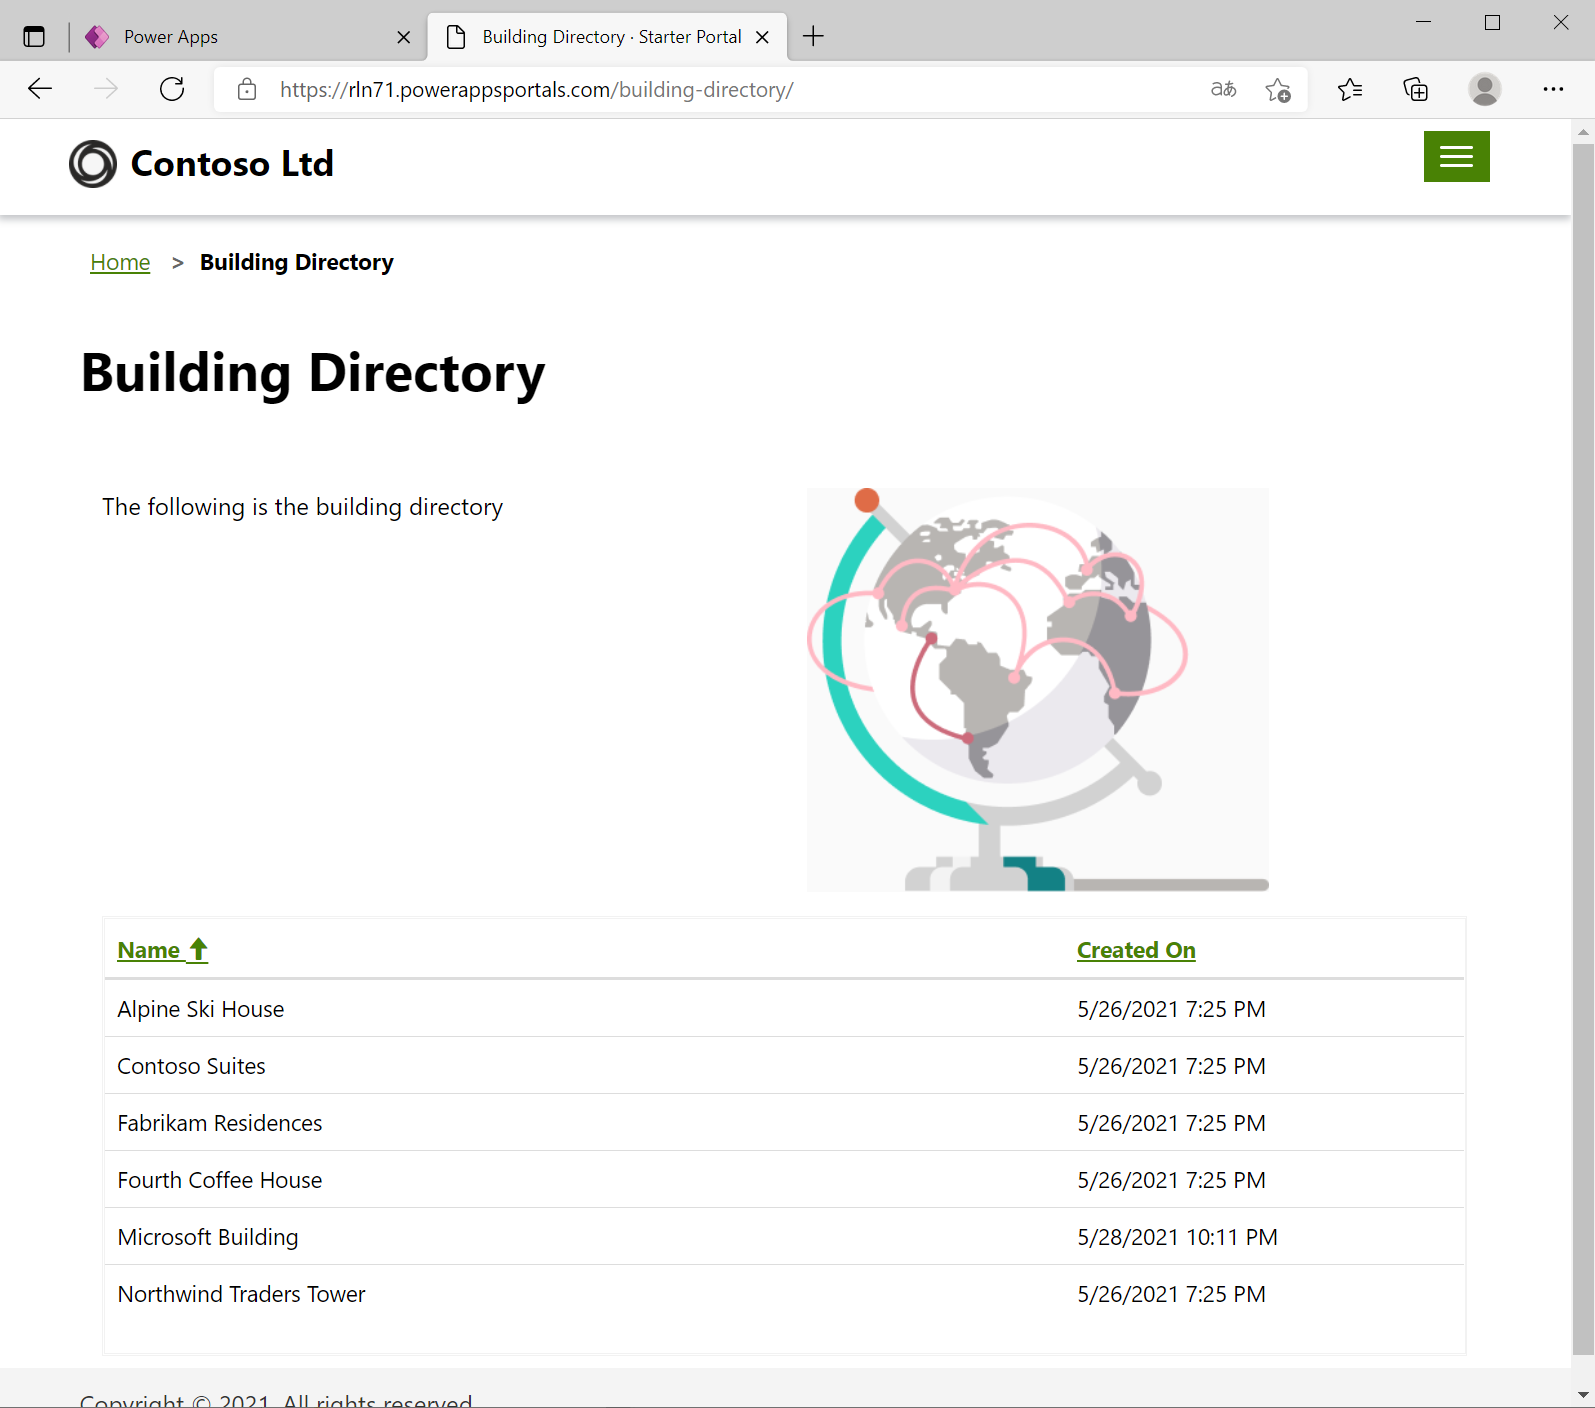 Power Apps
Building Directory · Starter Portal
https://rln71.powerappsportals.com/building-directory/
aあ
Contoso Ltd
Home > Building Directory
Building Directory
The following is the building directory
Name Created On
Alpine Ski House 5/26/2021 7:25 PM
Contoso Suites 5/26/2021 7:25 PM
Fabrikam Residences 5/26/2021 7:25 PM
Fourth Coffee House 5/26/2021 7:25 PM
Microsoft Building 5/28/2021 10:11 PM
Northwind Traders Tower 5/26/2021 7:25 PM
Copyright © 2021. All rights reserved.